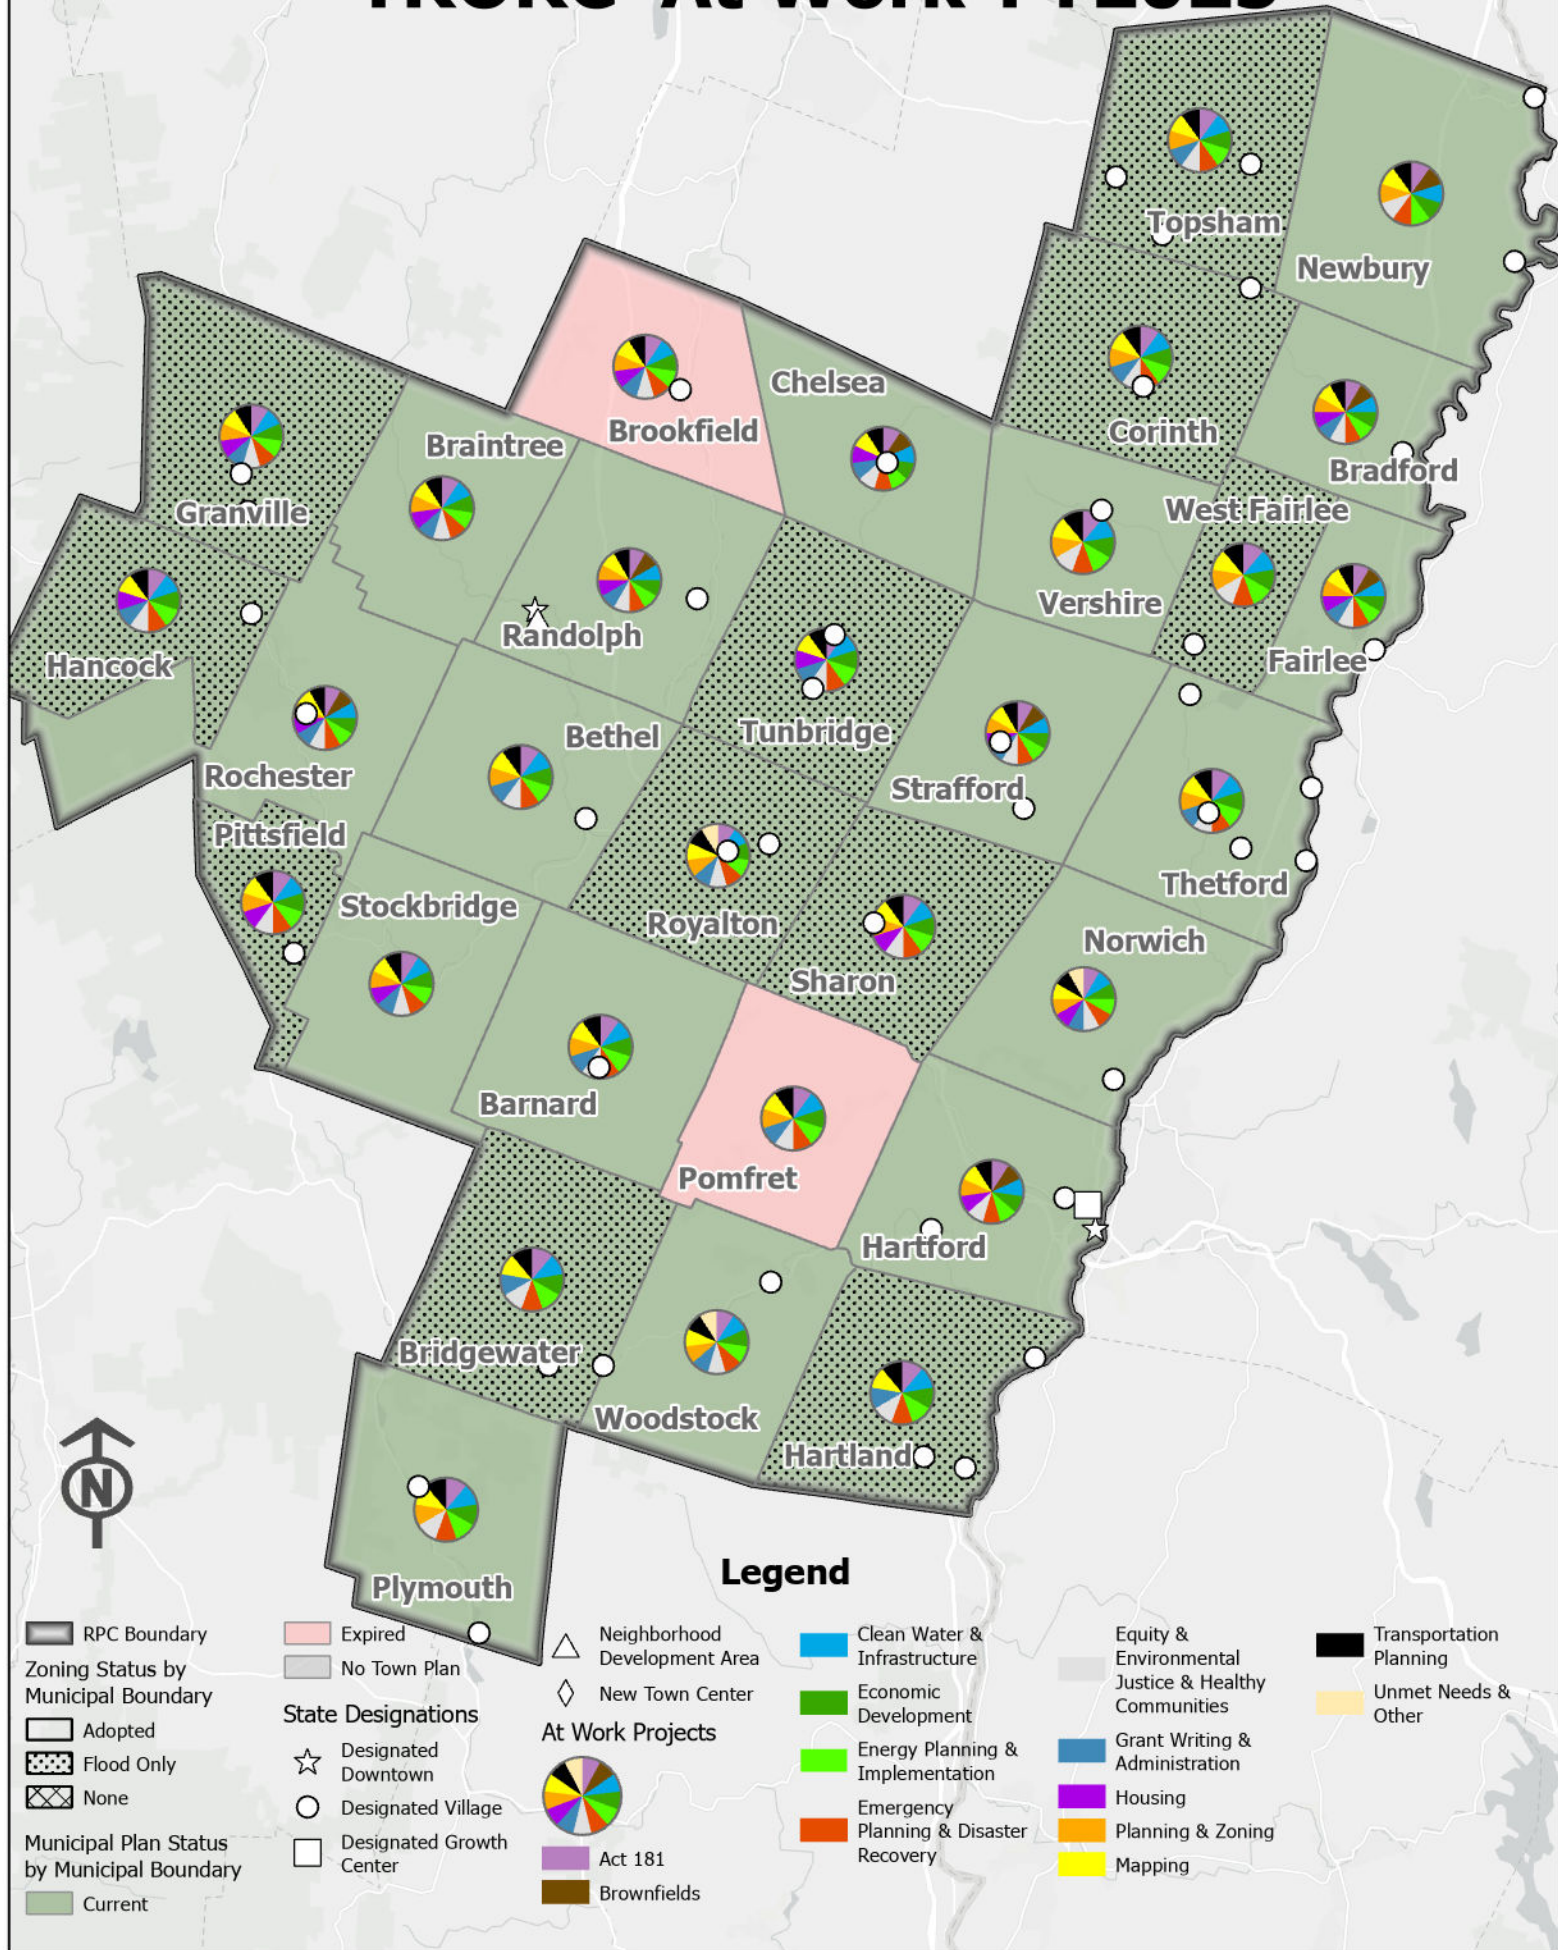 At Work
Topsham
Newbury
Chelsea
Brookfield
Braintree
Corinth
Bradford
Granville
West Fairlee
Vershire
Randolph
Hancock
Fairlee
Tunbridge
Bethel
Rochester
Strafford
Pittsfield
Thetford
Stockbridge
Royalton
Norwich
Sharon
Barnard
Pomfret
Hartford
Bridgewater
Woodstock
Hartland
N
Plymouth
Legend
RPC Boundary
Zoning Status by
Municipal Boundary
Adopted
Flood Only
None
Municipal Plan Status
by Municipal Boundary
Current
Expired
No Town Plan
State Designations
Designated
Downtown
Designated Village
Designated Growth
Center
Neighborhood
Development Area
New Town Center
At Work Projects
Act 181
Brownfields
Clean Water &
Infrastructure
Economic
Development
Energy Planning &
Implementation
Emergency
Planning & Disaster
Recovery
Equity &
Environmental
Justice & Healthy
Communities
Grant Writing &
Administration
Housing
Planning & Zoning
Mapping
Transportation
Planning
Unmet Needs &
Other